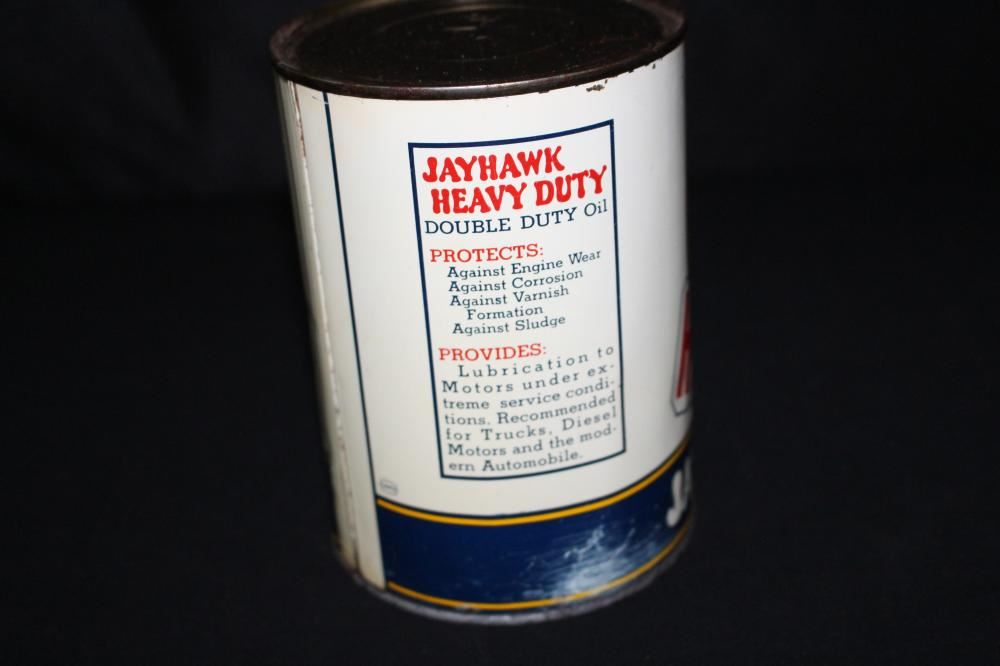 JAYHAWK
HEAVY DUTY
DOUBLE DUTY Oil
PROTECTS:
Against Engine Wear
Against Corrosion
Against Varnish
Formation
Against Sludge
PROVIDES:
Lubrication to
Motors under ex-
treme service condi-
tions. Recommended
for Trucks, Diesel
Motors and the mod-
ern Automobile.